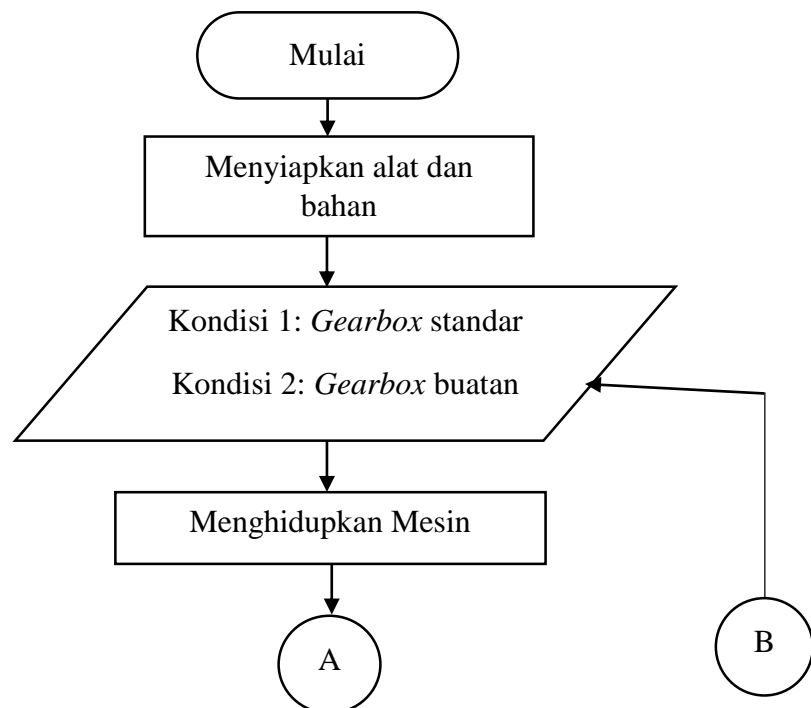 Mulai
Menyiapkan alat dan
bahan
Kondisi 1: Gearbox standar
Kondisi 2: Gearbox buatan
Menghidupkan Mesin
A
B